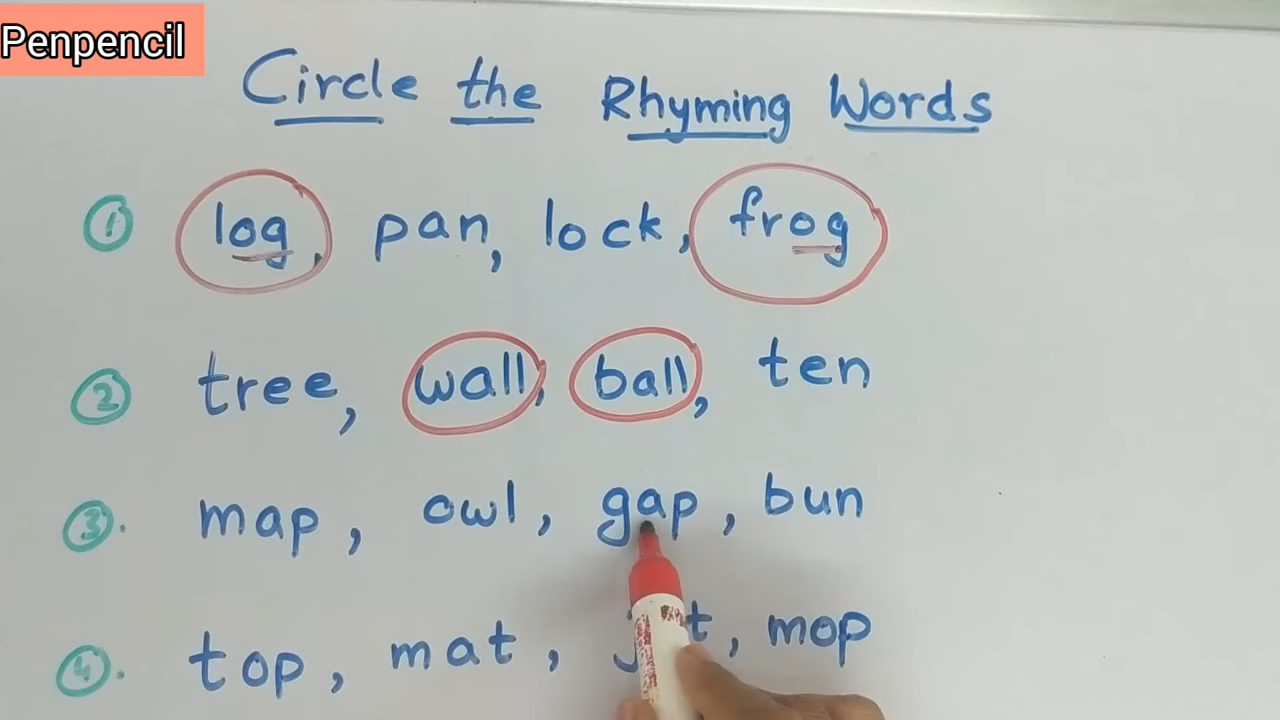 Penpencil
Circle the Rhyming Words
① log, pan, lock, frog
② tree, wall, ball, ten
③. map, owl, gap, bun
④. top, mat, , mop